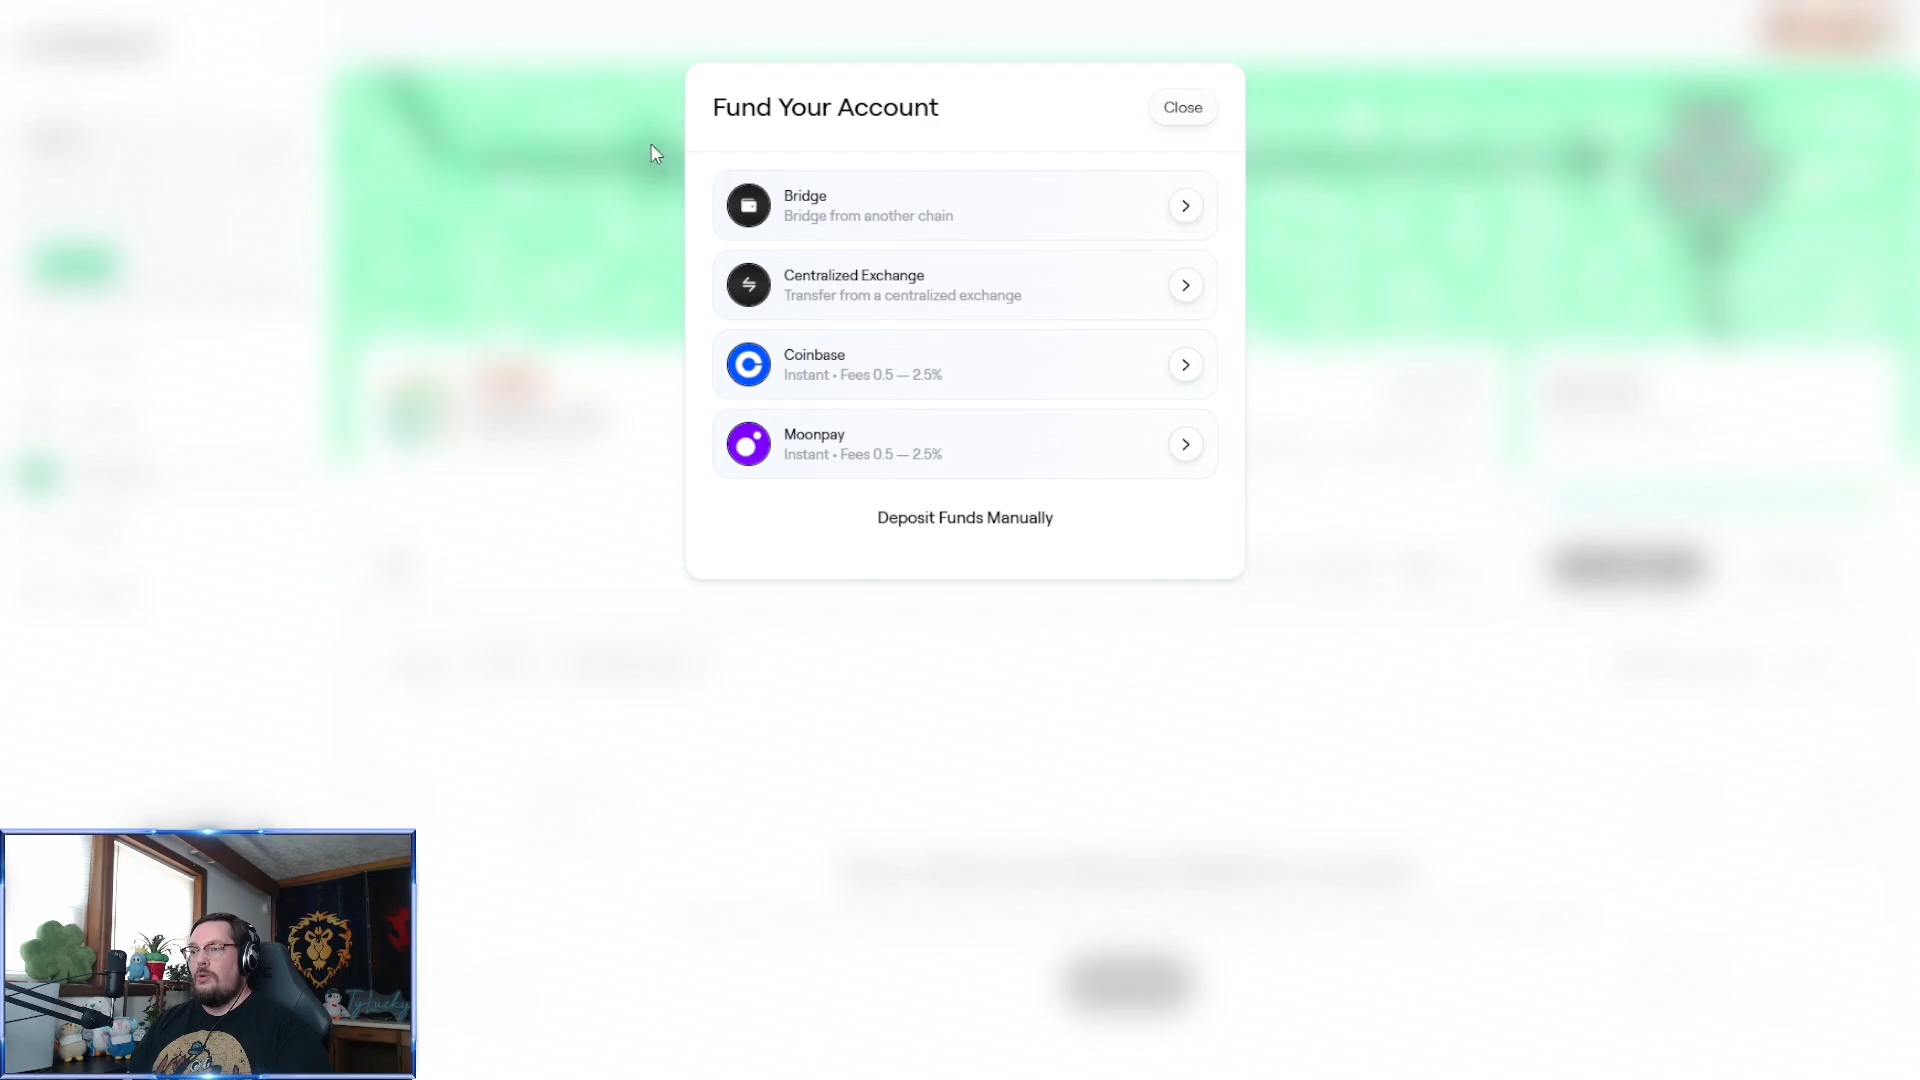 Fund Your Account
Close
Bridge
Bridge from another chain
Centralized Exchange
Transfer from a centralized exchange
Coinbase
Instant • Fees 0.5 — 2.5%
Moonpay
Instant • Fees 0.5 — 2.5%
Deposit Funds Manually
TyLucky